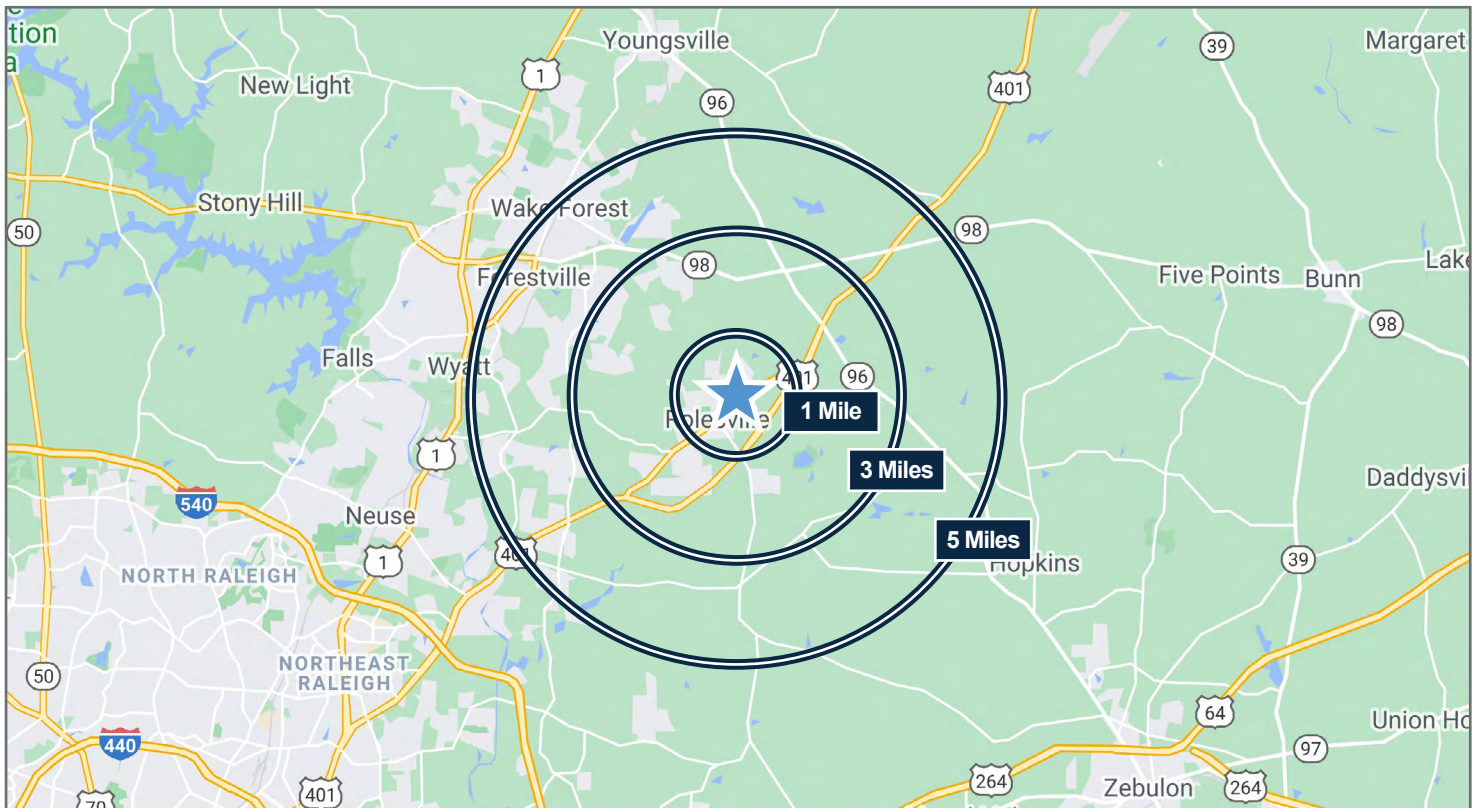 tion
a
Youngsville
39
Margaret
1
New Light
401
96
Stony Hill
Wake Forest
50
98
98
Forestville
Five Points
Bunn
Lake
98
Falls
Wyatt
401
96
Rolesville
1 Mile
1
3 Miles
Daddysvi
540
Neuse
5 Miles
401
1
Hopkins
39
NORTH RALEIGH
NORTHEAST
RALEIGH
50
64
Union Ho
440
97
264
Zebulon
264
401
70